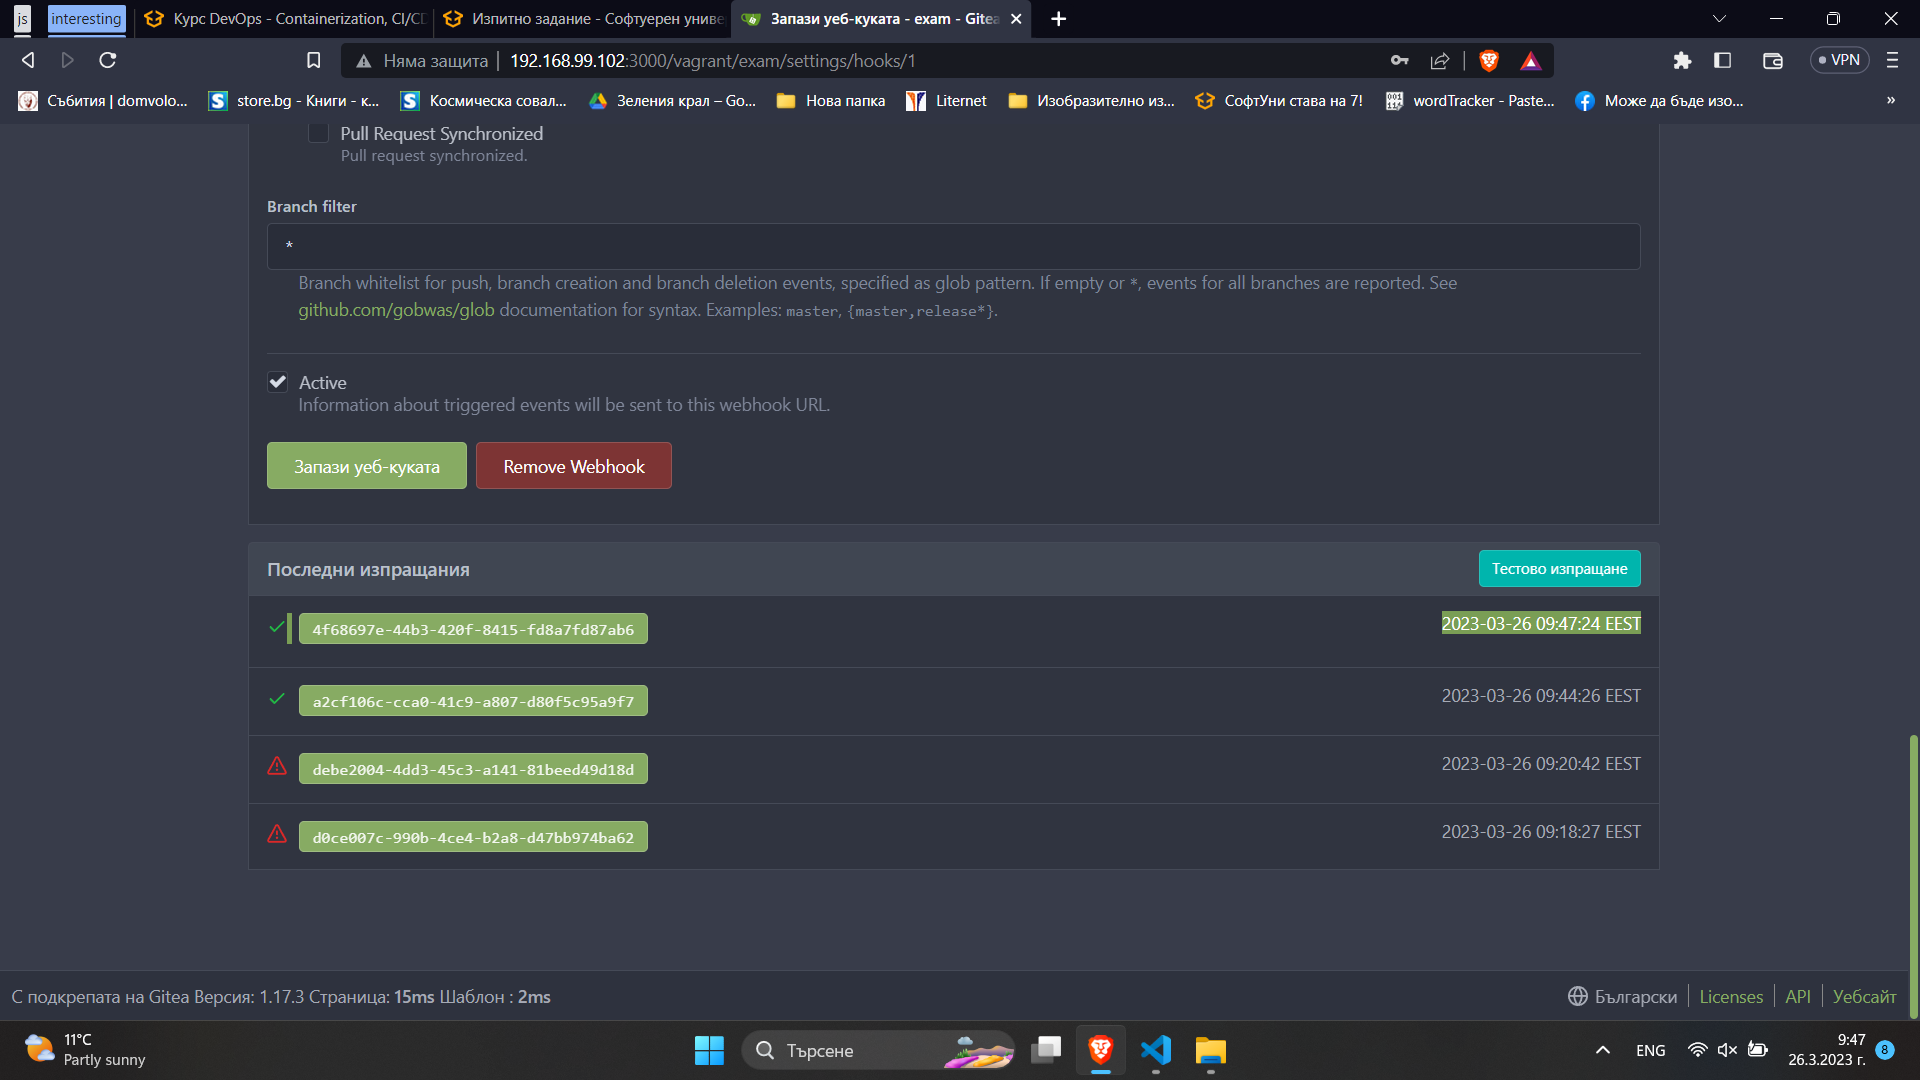 js
interesting
Курс DevOps - Containerization, CI/CD
Изпитно задание - Софтуерен униве
Запази уеб-куката - exam - Gitea
Няма защита
192.168.99.102:3000/vagrant/exam/settings/hooks/1
VPN
Събития | domvolo...
store.bg - Книги - к...
Космическа совал...
Зеления крал – Go...
Нова папка
Liternet
Изобразително из...
СофтУни става на 7!
wordTracker - Paste...
Може да бъде изо...
»
Pull Request Synchronized
Pull request synchronized.
Branch filter
*
Branch whitelist for push, branch creation and branch deletion events, specified as glob pattern. If empty or *, events for all branches are reported. See
github.com/gobwas/glob documentation for syntax. Examples: master, {master,release*}.
Active
Information about triggered events will be sent to this webhook URL.
Запази уеб-куката
Remove Webhook
Последни изпращания
Тестово изпращане
4f68697e-44b3-420f-8415-fd8a7fd87ab6
2023-03-26 09:47:24 EEST
a2cf106c-cca0-41c9-a807-d80f5c95a9f7
2023-03-26 09:44:26 EEST
debe2004-4dd3-45c3-a141-81beed49d18d
2023-03-26 09:20:42 EEST
d0ce007c-990b-4ce4-b2a8-d47bb974ba62
2023-03-26 09:18:27 EEST
С подкрепата на Gitea Версия: 1.17.3 Страница: 15ms Шаблон : 2ms
Български
Licenses
API
Уебсайт
11°C
Partly sunny
Търсене
ENG
9:47
26.3.2023 г.
8